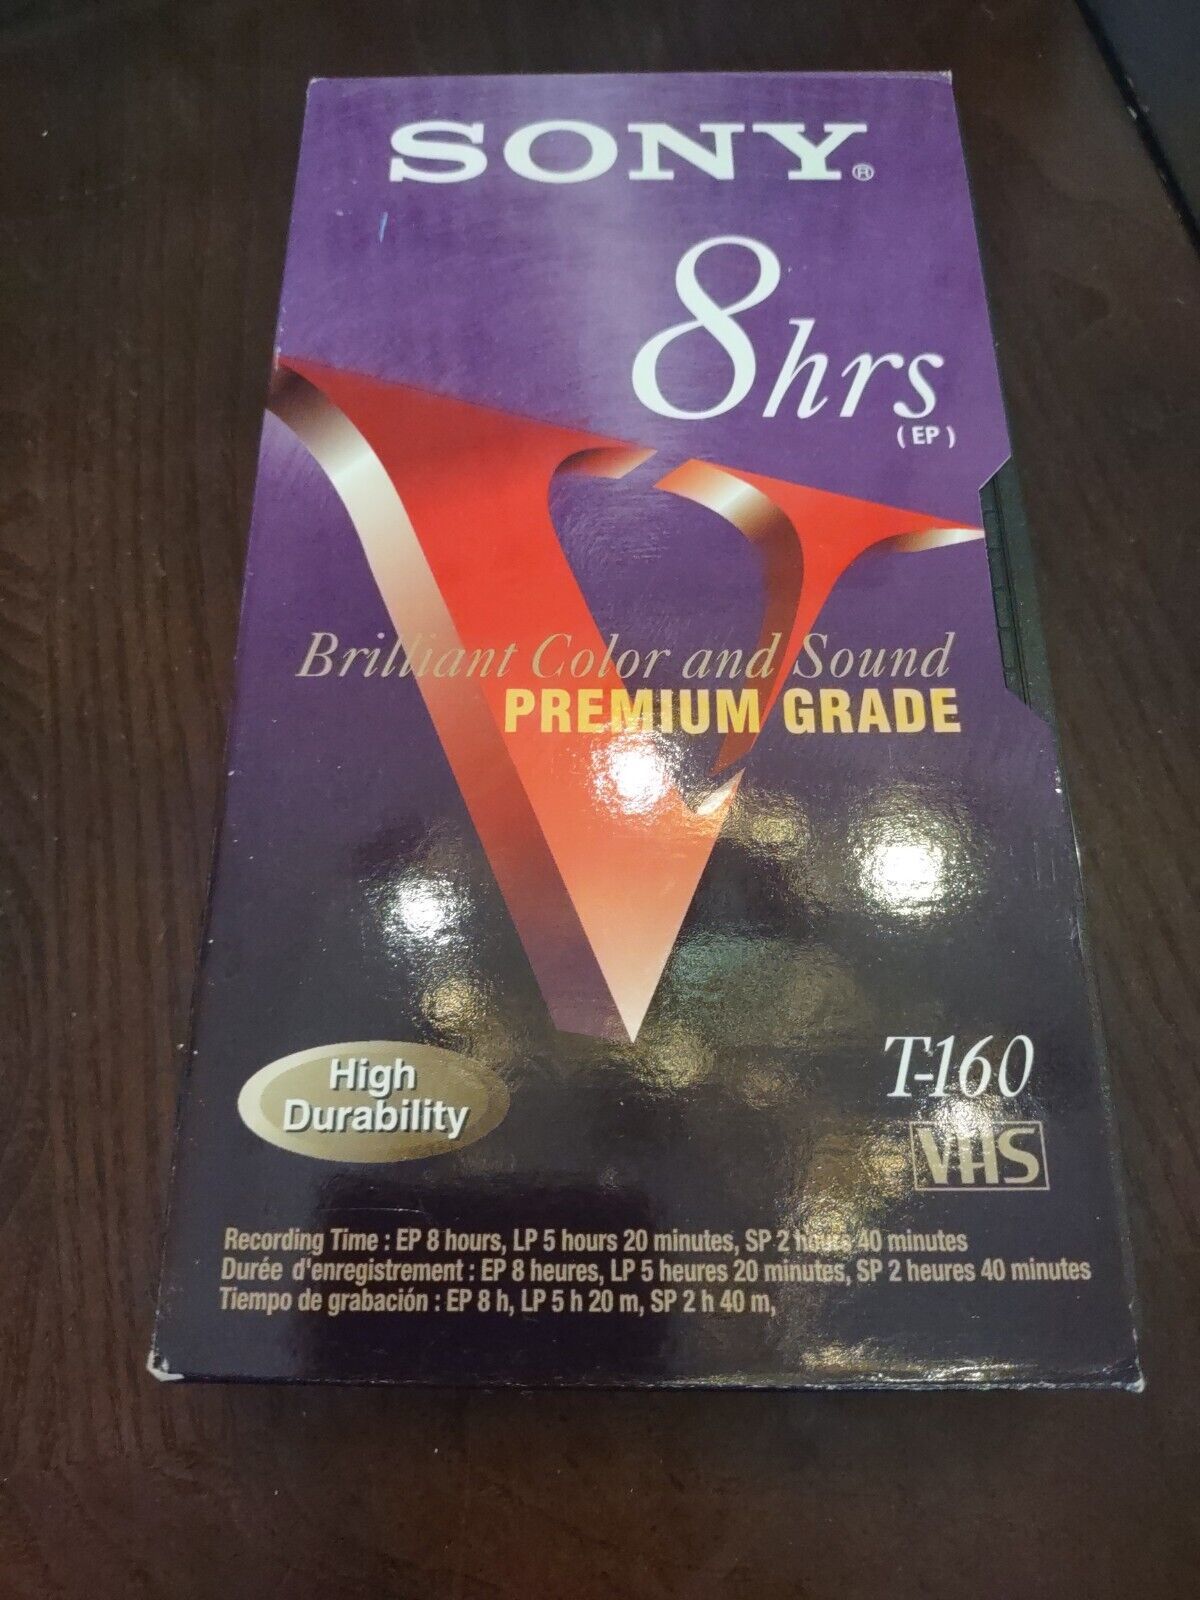 SONY®
8hrs
(EP)
V
Brilliant Color and Sound
PREMIUM GRADE
T-160
High
Durability
VHS
Recording Time : EP 8 hours, LP 5 hours 20 minutes, SP 2 hours 40 minutes
Durée d'enregistrement : EP 8 heures, LP 5 heures 20 minutes, SP 2 heures 40 minutes
Tiempo de grabación : EP 8 h, LP 5 h 20 m, SP 2 h 40 m,